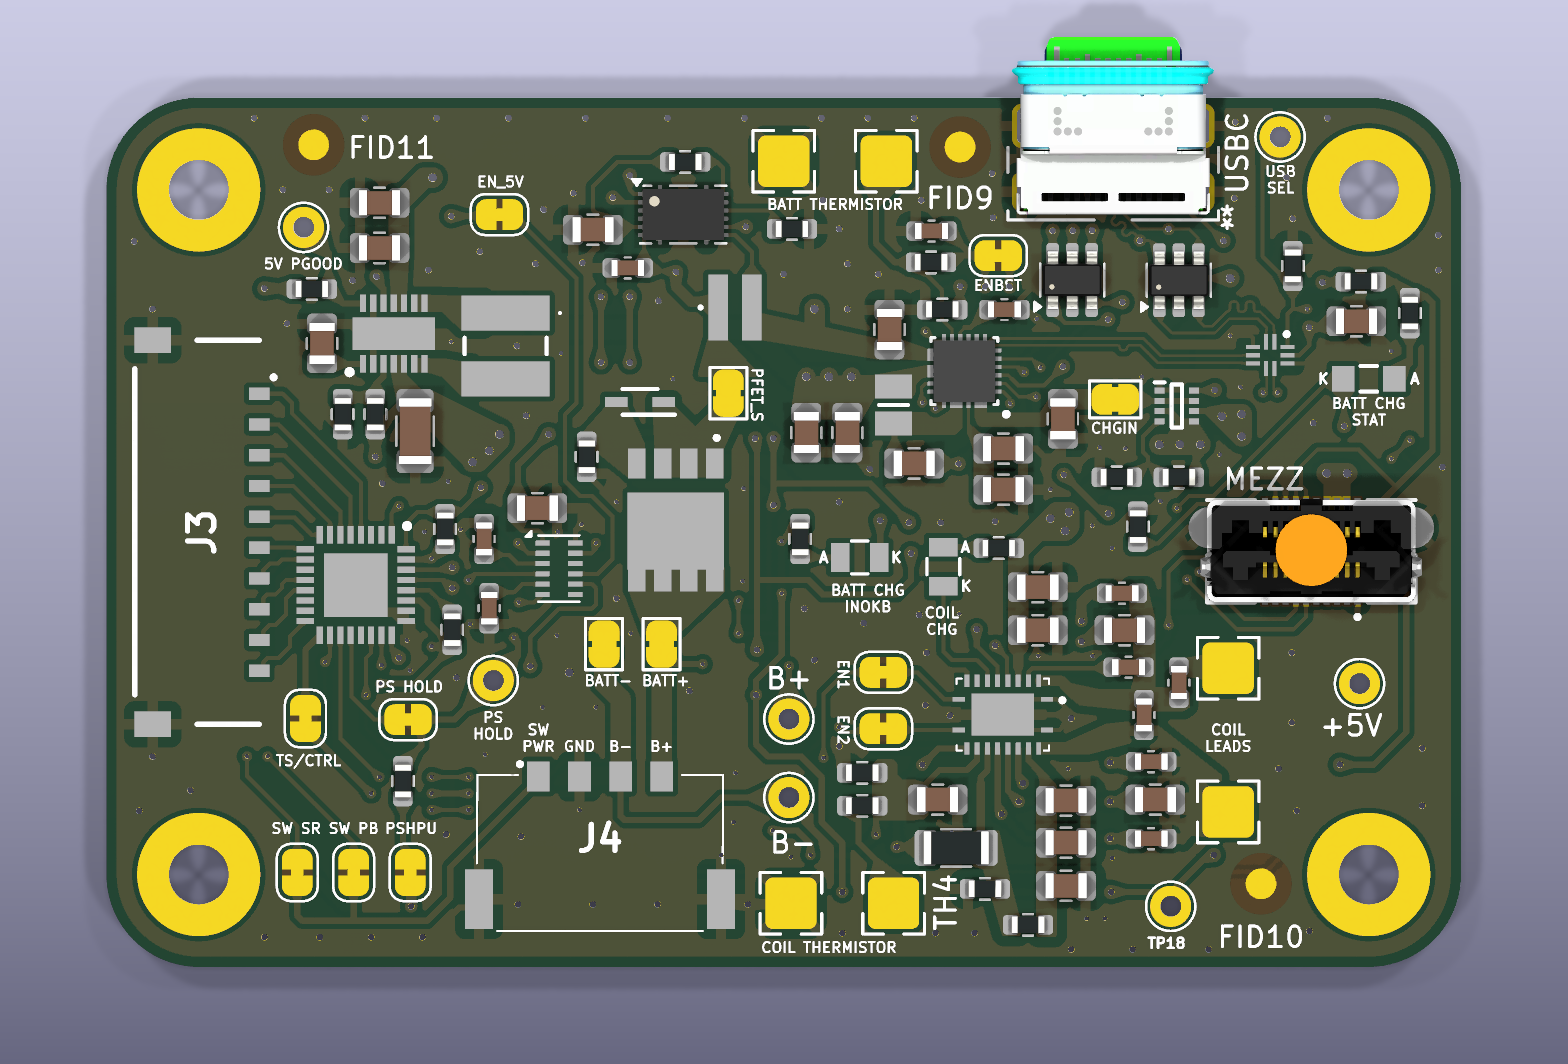 FID11
EN_5V
5V PGOOD
BATT THERMISTOR
FID9
USBC
**
USB
SEL
ENBCT
PFET_S
CHGIN
K
A
BATT CHG
STAT
MEZZ
J3
A
K
BATT CHG
INOKB
A
K
COIL
CHG
BATT-
BATT+
PS HOLD
PS
HOLD
TS/CTRL
SW
PWR
GND
B-
B+
B+
EN1
EN2
B-
COIL
LEADS
+5V
SW SR
SW PB
PSHPU
J4
TH4
COIL THERMISTOR
TP18
FID10